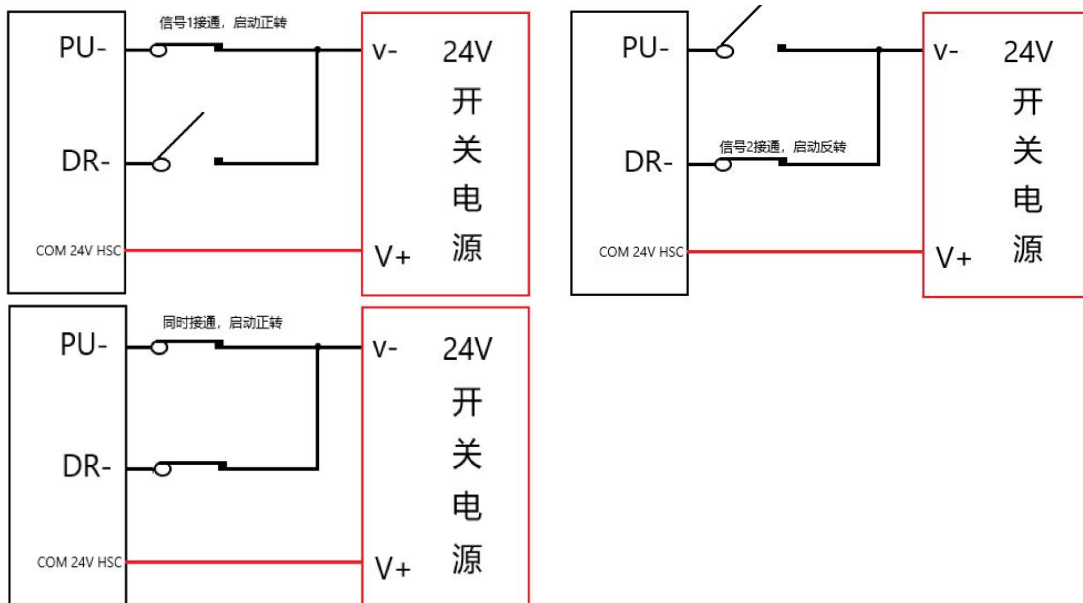 信号1接通，启动正转
PU-
v-
24V
开
关
电
源
DR-
COM 24V HSC
V+
PU-
v-
24V
开
关
电
源
信号2接通，启动反转
DR-
COM 24V HSC
V+
同时接通，启动正转
PU-
v-
24V
开
关
电
源
DR-
COM 24V HSC
V+